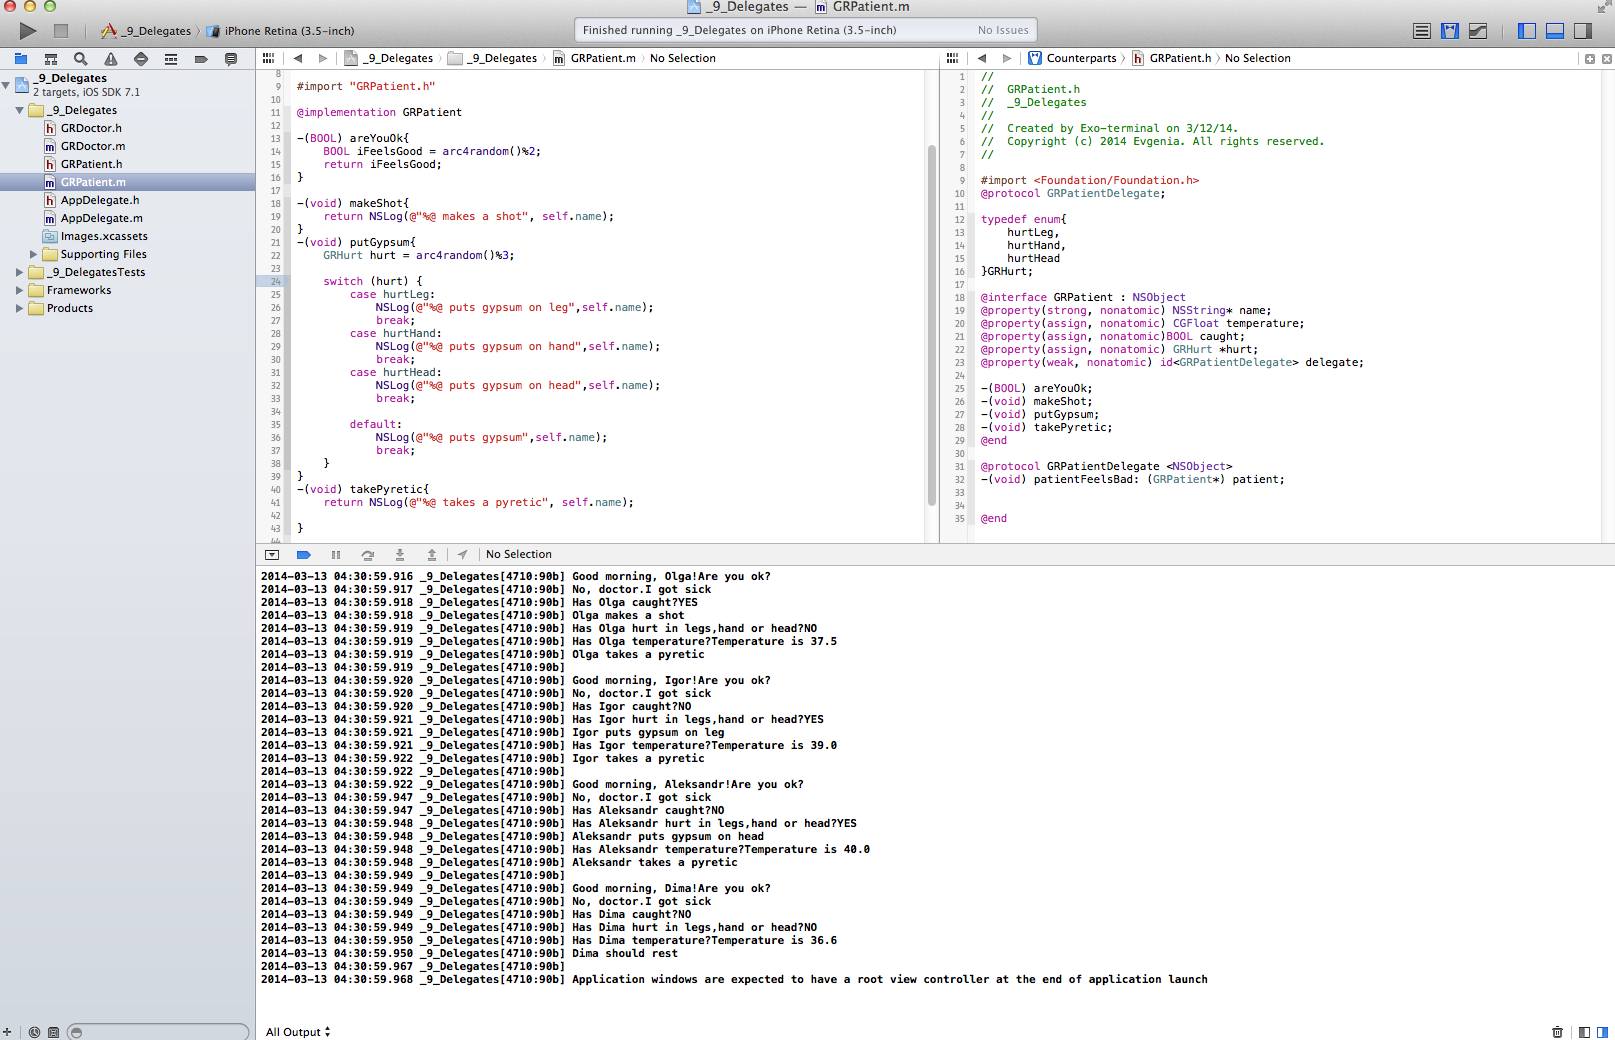 _9_Delegates — GRPatient.m
_9_Delegates iPhone Retina (3.5-inch)
Finished running _9_Delegates on iPhone Retina (3.5-inch) No Issues
_9_Delegates _9_Delegates GRPatient.m No Selection
Counterparts GRPatient.h No Selection
_9_Delegates
2 targets, iOS SDK 7.1
_9_Delegates
GRDoctor.h
GRDoctor.m
GRPatient.h
GRPatient.m
AppDelegate.h
AppDelegate.m
Images.xcassets
Supporting Files
_9_DelegatesTests
Frameworks
Products
8
9 #import "GRPatient.h"
10
11 @implementation GRPatient
12
13 -(BOOL) areYouOk{
14 BOOL iFeelsGood = arc4random()%2;
15 return iFeelsGood;
16 }
17
18 -(void) makeShot{
19 return NSLog(@"%@ makes a shot", self.name);
20 }
21 -(void) putGypsum{
22 GRHurt hurt = arc4random()%3;
23
24 switch (hurt) {
25 case hurtLeg:
26 NSLog(@"%@ puts gypsum on leg",self.name);
27 break;
28 case hurtHand:
29 NSLog(@"%@ puts gypsum on hand",self.name);
30 break;
31 case hurtHead:
32 NSLog(@"%@ puts gypsum on head",self.name);
33 break;
34
35 default:
36 NSLog(@"%@ puts gypsum",self.name);
37 break;
38 }
39 }
40 -(void) takePyretic{
41 return NSLog(@"%@ takes a pyretic", self.name);
42
43 }
44
1 //
2 // GRPatient.h
3 // _9_Delegates
4 //
5 // Created by Exo-terminal on 3/12/14.
6 // Copyright (c) 2014 Evgenia. All rights reserved.
7 //
8
9 #import <Foundation/Foundation.h>
10 @protocol GRPatientDelegate;
11
12 typedef enum{
13 hurtLeg,
14 hurtHand,
15 hurtHead
16 }GRHurt;
17
18 @interface GRPatient : NSObject
19 @property(strong, nonatomic) NSString* name;
20 @property(assign, nonatomic) CGFloat temperature;
21 @property(assign, nonatomic)BOOL caught;
22 @property(assign, nonatomic) GRHurt *hurt;
23 @property(weak, nonatomic) id<GRPatientDelegate> delegate;
24
25 -(BOOL) areYouOk;
26 -(void) makeShot;
27 -(void) putGypsum;
28 -(void) takePyretic;
29 @end
30
31 @protocol GRPatientDelegate <NSObject>
32 -(void) patientFeelsBad: (GRPatient*) patient;
33
34
35 @end
No Selection
2014-03-13 04:30:59.916 _9_Delegates[4710:90b] Good morning, Olga!Are you ok?
2014-03-13 04:30:59.917 _9_Delegates[4710:90b] No, doctor.I got sick
2014-03-13 04:30:59.918 _9_Delegates[4710:90b] Has Olga caught?YES
2014-03-13 04:30:59.918 _9_Delegates[4710:90b] Olga makes a shot
2014-03-13 04:30:59.919 _9_Delegates[4710:90b] Has Olga hurt in legs,hand or head?NO
2014-03-13 04:30:59.919 _9_Delegates[4710:90b] Has Olga temperature?Temperature is 37.5
2014-03-13 04:30:59.919 _9_Delegates[4710:90b] Olga takes a pyretic
2014-03-13 04:30:59.919 _9_Delegates[4710:90b]
2014-03-13 04:30:59.920 _9_Delegates[4710:90b] Good morning, Igor!Are you ok?
2014-03-13 04:30:59.920 _9_Delegates[4710:90b] No, doctor.I got sick
2014-03-13 04:30:59.920 _9_Delegates[4710:90b] Has Igor caught?NO
2014-03-13 04:30:59.921 _9_Delegates[4710:90b] Has Igor hurt in legs,hand or head?YES
2014-03-13 04:30:59.921 _9_Delegates[4710:90b] Igor puts gypsum on leg
2014-03-13 04:30:59.921 _9_Delegates[4710:90b] Has Igor temperature?Temperature is 39.0
2014-03-13 04:30:59.922 _9_Delegates[4710:90b] Igor takes a pyretic
2014-03-13 04:30:59.922 _9_Delegates[4710:90b]
2014-03-13 04:30:59.922 _9_Delegates[4710:90b] Good morning, Aleksandr!Are you ok?
2014-03-13 04:30:59.947 _9_Delegates[4710:90b] No, doctor.I got sick
2014-03-13 04:30:59.947 _9_Delegates[4710:90b] Has Aleksandr caught?NO
2014-03-13 04:30:59.948 _9_Delegates[4710:90b] Has Aleksandr hurt in legs,hand or head?YES
2014-03-13 04:30:59.948 _9_Delegates[4710:90b] Aleksandr puts gypsum on head
2014-03-13 04:30:59.948 _9_Delegates[4710:90b] Has Aleksandr temperature?Temperature is 40.0
2014-03-13 04:30:59.948 _9_Delegates[4710:90b] Aleksandr takes a pyretic
2014-03-13 04:30:59.949 _9_Delegates[4710:90b]
2014-03-13 04:30:59.949 _9_Delegates[4710:90b] Good morning, Dima!Are you ok?
2014-03-13 04:30:59.949 _9_Delegates[4710:90b] No, doctor.I got sick
2014-03-13 04:30:59.949 _9_Delegates[4710:90b] Has Dima caught?NO
2014-03-13 04:30:59.949 _9_Delegates[4710:90b] Has Dima hurt in legs,hand or head?NO
2014-03-13 04:30:59.950 _9_Delegates[4710:90b] Has Dima temperature?Temperature is 36.6
2014-03-13 04:30:59.950 _9_Delegates[4710:90b] Dima should rest
2014-03-13 04:30:59.967 _9_Delegates[4710:90b]
2014-03-13 04:30:59.968 _9_Delegates[4710:90b] Application windows are expected to have a root view controller at the end of application launch
All Output